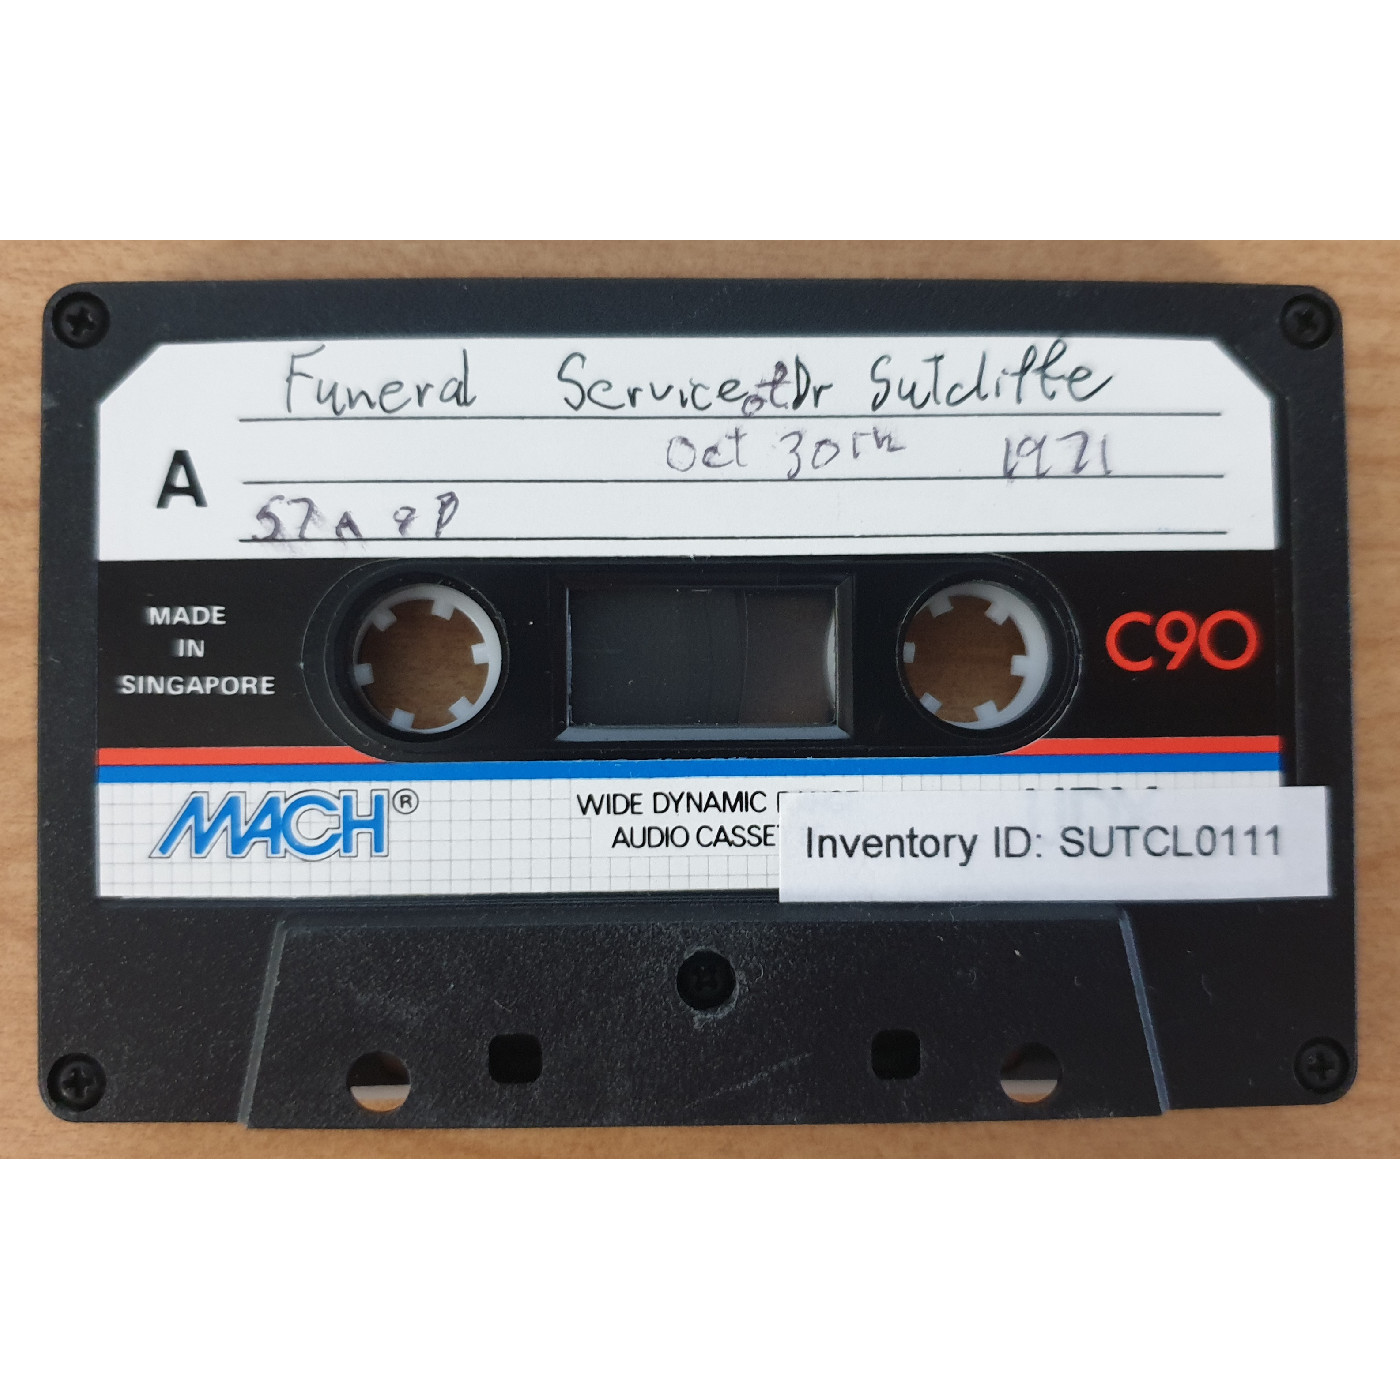 Funeral Service of Dr Sutcliffe
Oct 30th 1971
A
MADE
IN
SINGAPORE
C90
MACH®
WIDE DYNAMIC
AUDIO
Inventory ID: SUTCL0111